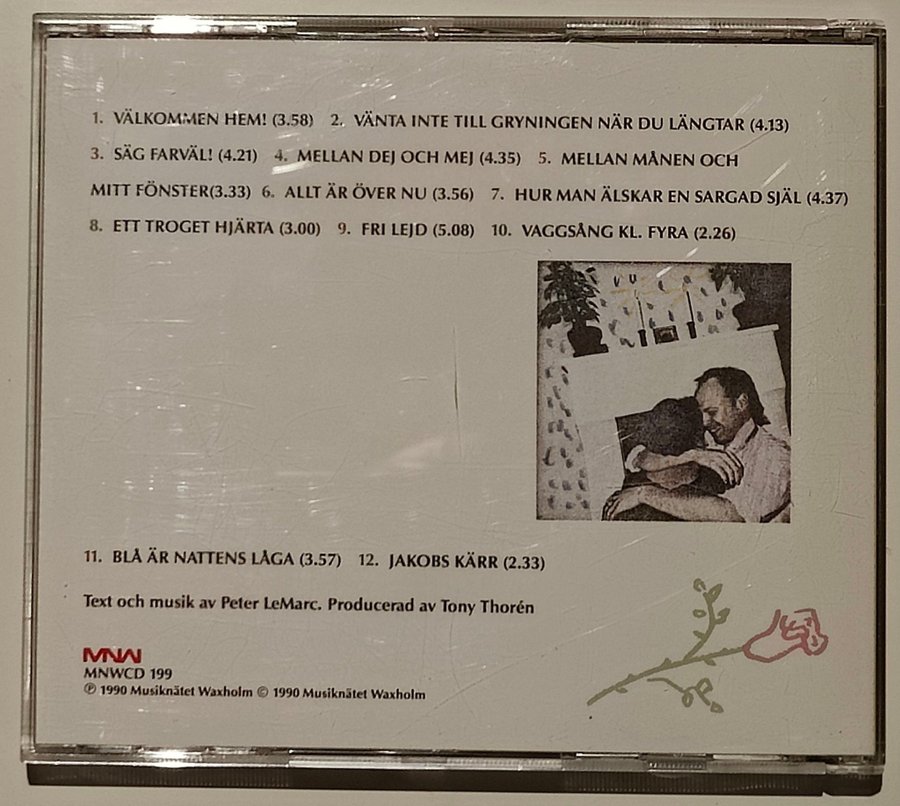 1. VÄLKOMMEN HEM! (3.58) 2. VÄNTA INTE TILL GRYNINGEN NÄR DU LÄNGTAR (4.13)
3. SÄG FARVÄL! (4.21) 4. MELLAN DEJ OCH MEJ (4.35) 5. MELLAN MÅNEN OCH
MITT FÖNSTER(3.33) 6. ALLT ÄR ÖVER NU (3.56) 7. HUR MAN ÄLSKAR EN SARGAD SJÄL (4.37)
8. ETT TROGET HJÄRTA (3.00) 9. FRI LEJD (5.08) 10. VAGGSÅNG KL. FYRA (2.26)
11. BLÅ ÄR NATTENS LÅGA (3.57) 12. JAKOBS KÄRR (2.33)
Text och musik av Peter LeMarc. Producerad av Tony Thorén
MNW
MNWCD 199
℗ 1990 Musiknätet Waxholm © 1990 Musiknätet Waxholm